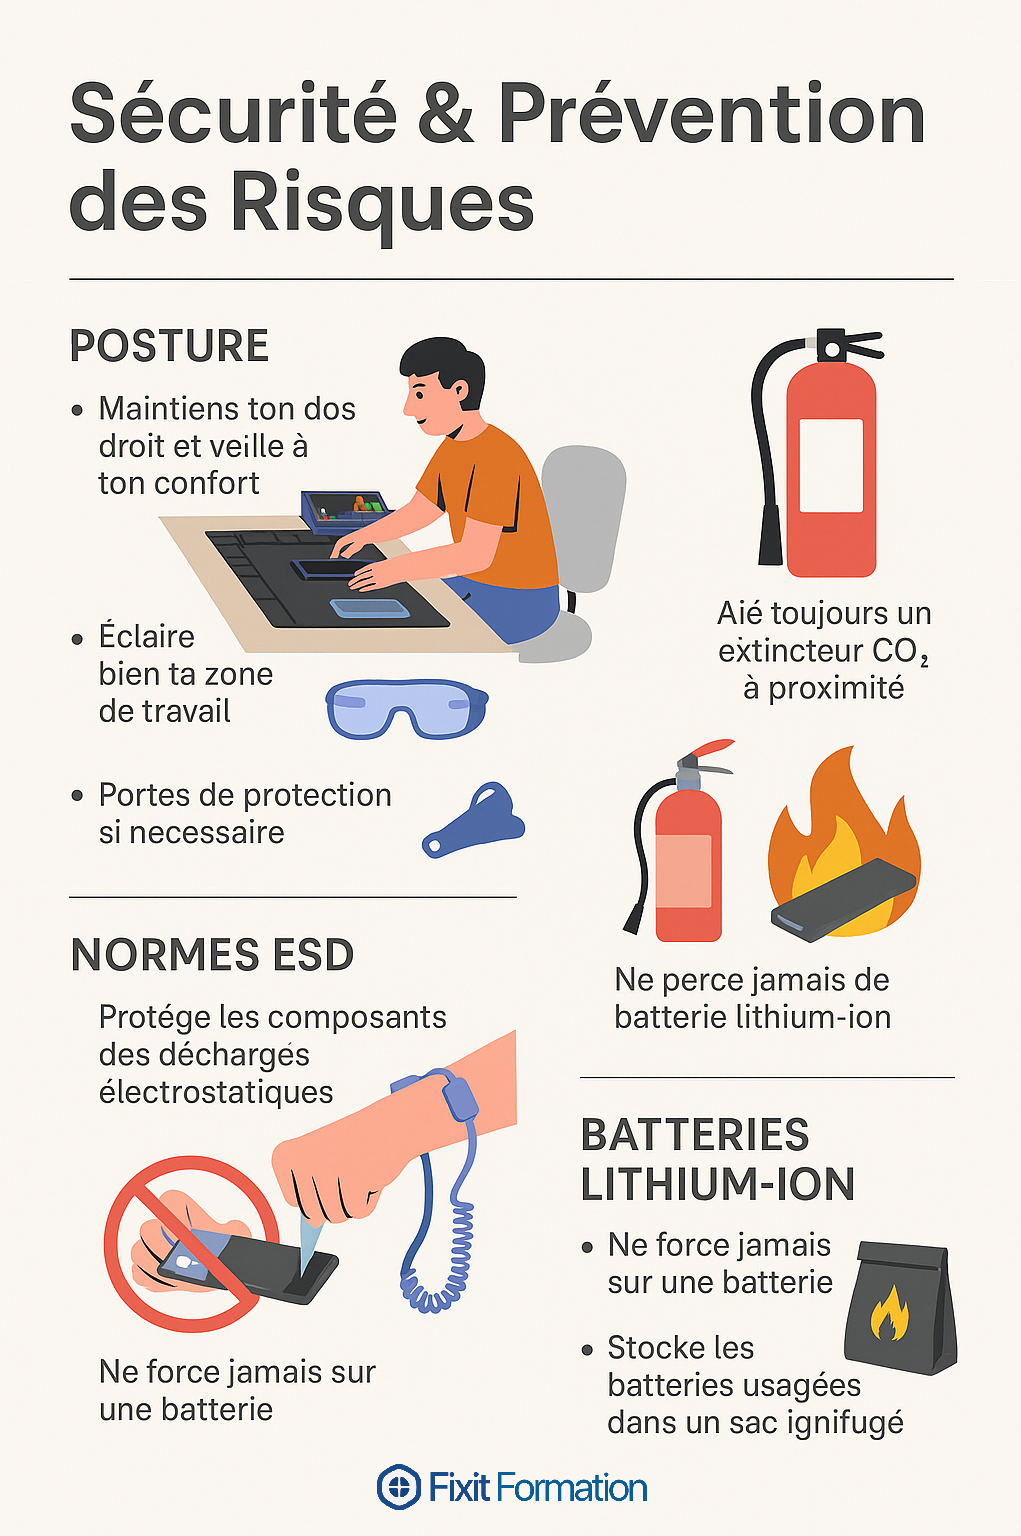 Sécurité & Prévention
des Risques
POSTURE
• Maintiens ton dos
droit et veille à
ton confort
• Éclaire
bien ta zone
de travail
• Portes de protection
si necessaire
Aié toujours un
extincteur CO₂
à proximité
Ne perce jamais de
batterie lithium-ion
NORMES ESD
Protége les composants
des déchargés
électrostatiques
Ne force jamais sur
une batterie
BATTERIES
LITHIUM-ION
• Ne force jamais
sur une batterie
• Stocke les
batteries usagées
dans un sac ignifugé
Fixit Formation